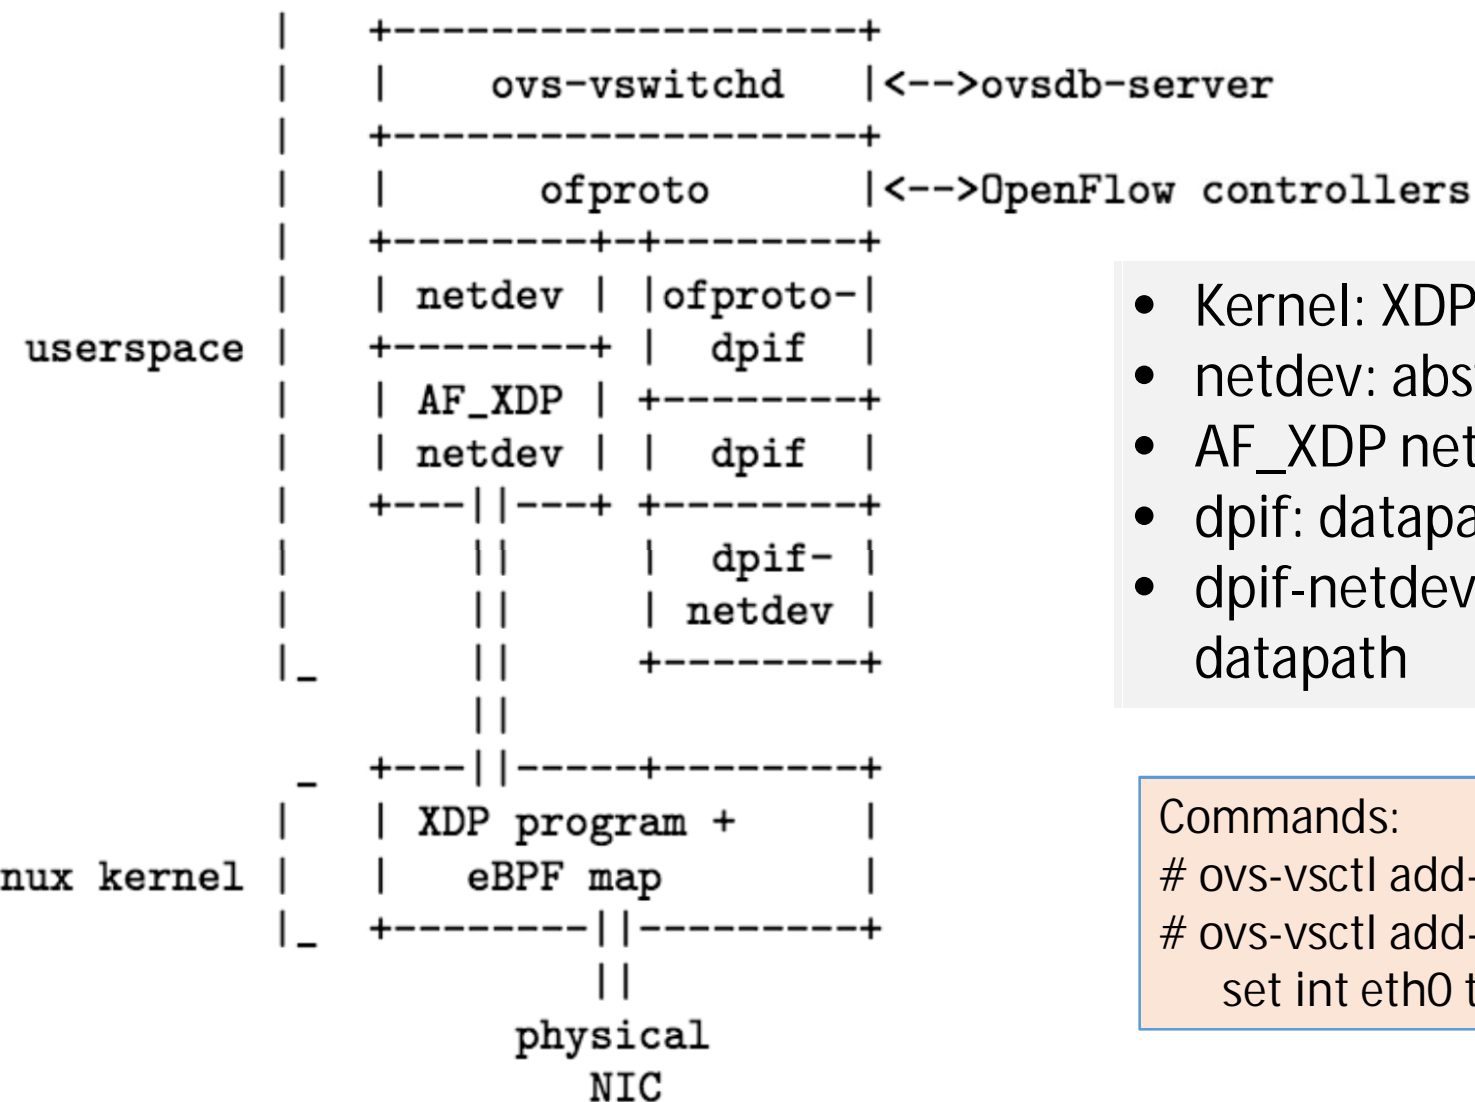 |    +-------------------+
|    |    ovs-vswitchd   |<-->ovsdb-server
|    +-------------------+
|    |      ofproto      |<-->OpenFlow controllers
|    +--------+-+--------+
|    | netdev | |ofproto-|
userspace |    +--------+ |  dpif  |
|    | AF_XDP | +--------+
|    | netdev | |  dpif  |
|    +---||---+ +--------+
|        ||     |  dpif- |
|        ||     | netdev |
|_       ||     +--------+
||
_    +---||-----+--------+
|    | XDP program +     |
nux kernel |    |   eBPF map        |
|_   +--------||---------+
||
physical
NIC
• Kernel: XDP
• netdev: abs
• AF_XDP net
• dpif: datapa
• dpif-netdev
datapath
Commands:
# ovs-vsctl add-
# ovs-vsctl add-
set int eth0 t